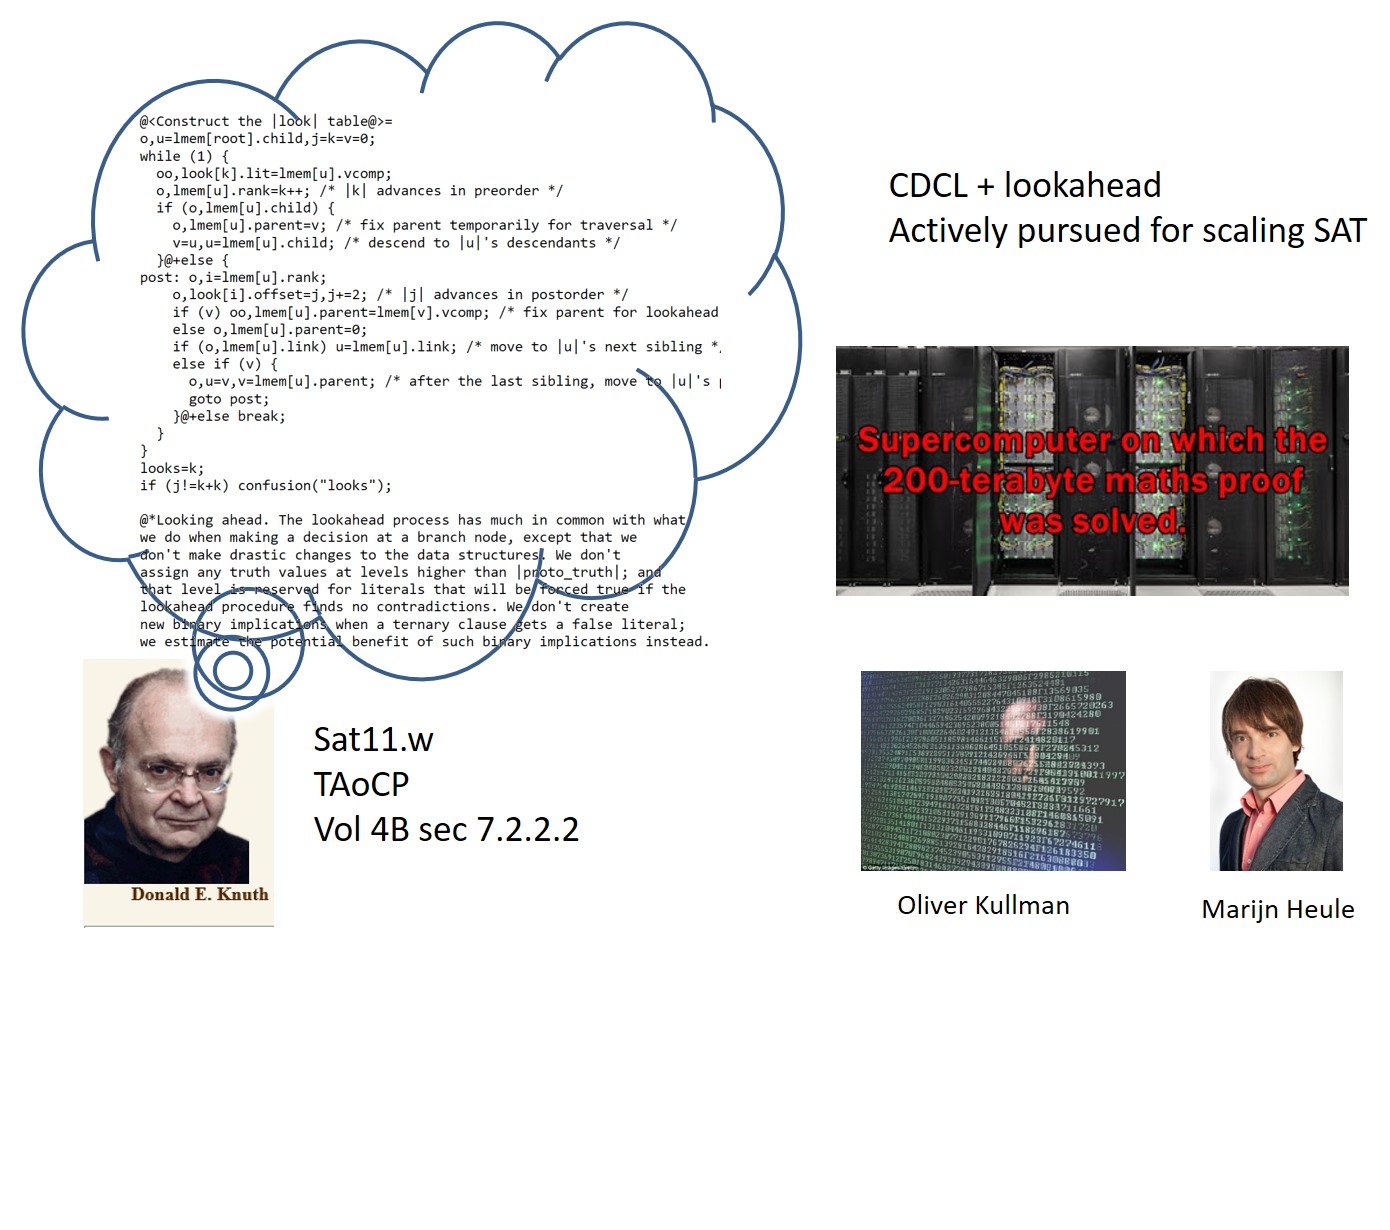 @<Construct the |look| table@>=
o,u=lmem[root].child,j=k=v=0;
while (1) {
  oo,look[k].lit=lmem[u].vcomp;
  o,lmem[u].rank=k++; /* |k| advances in preorder */
  if (o,lmem[u].child) {
    o,lmem[u].parent=v; /* fix parent temporarily for traversal */
    v=u,u=lmem[u].child; /* descend to |u|'s descendants */
  }@+else {
post: o,i=lmem[u].rank;
    o,look[i].offset=j,j+=2; /* |j| advances in postorder */
    if (v) oo,lmem[u].parent=lmem[v].vcomp; /* fix parent for lookahead
    else o,lmem[u].parent=0;
    if (o,lmem[u].link) u=lmem[u].link; /* move to |u|'s next sibling *
    else if (v) {
      o,u=v,v=lmem[u].parent; /* after the last sibling, move to |u|'s
      goto post;
    }@+else break;
  }
}
looks=k;
if (j!=k+k) confusion("looks");
@*Looking ahead. The lookahead process has much in common with what
we do when making a decision at a branch node, except that we
don't make drastic changes to the data structures. We don't
assign any truth values at levels higher than |proto_truth|; and
that level is reserved for literals that will be forced true if the
lookahead procedure finds no contradictions. We don't create
new binary implications when a ternary clause gets a false literal;
we estimate the potential benefit of such binary implications instead.
Donald E. Knuth
Sat11.w
TAoCP
Vol 4B sec 7.2.2.2
CDCL + lookahead
Actively pursued for scaling SAT
Supercomputer on which the
200-terabyte maths proof
was solved.
Oliver Kullman
Marijn Heule